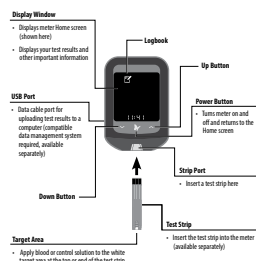 Display Window
• Displays meter Home screen
(shown here)
• Displays your test results and
other important information
Logbook
Up Button
USB Port
• Data cable port for
uploading test results to a
computer (compatible
data management system
required, available
separately)
Power Button
• Turns meter on and
off and returns to the
Home screen
11:41
Down Button
Strip Port
• Insert a test strip here
Test Strip
• Insert the test strip into the meter
(available separately)
Target Area
• Apply blood or control solution to the white
target area at the top or end of the test strip